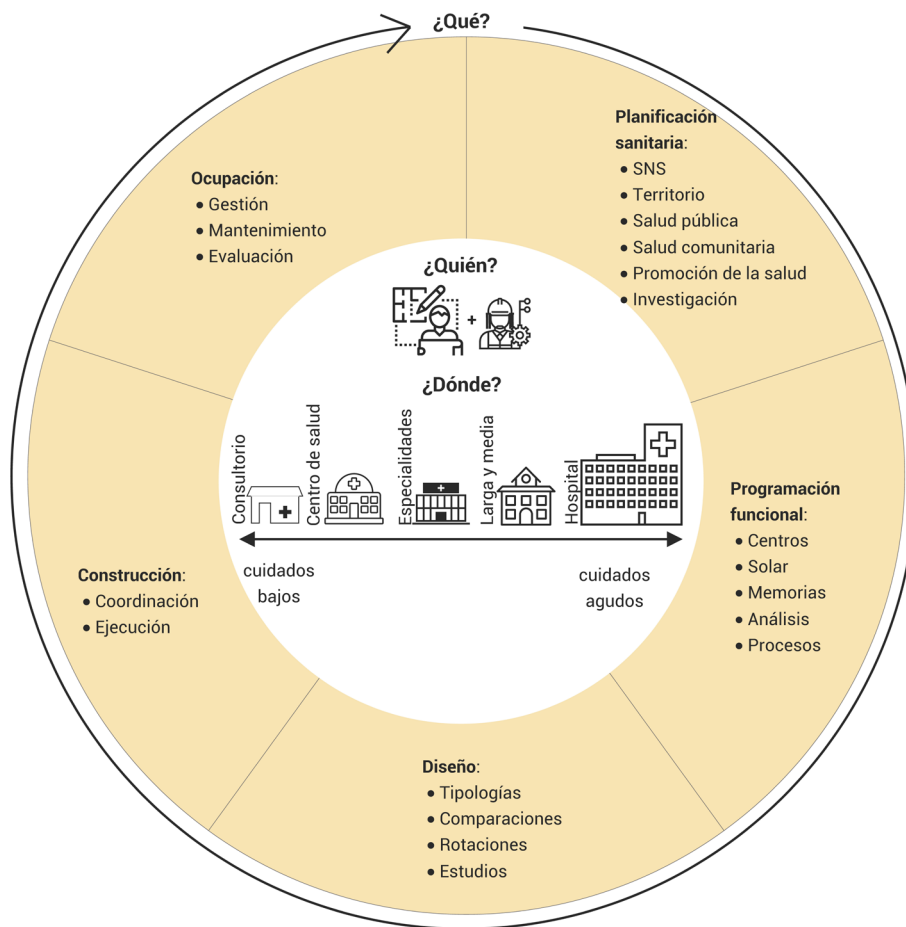 ¿Qué?
Planificación
sanitaria:
• SNS
• Territorio
• Salud pública
• Salud comunitaria
• Promoción de la salud
• Investigación
Programación
funcional:
• Centros
• Solar
• Memorias
• Análisis
• Procesos
Diseño:
• Tipologías
• Comparaciones
• Rotaciones
• Estudios
Construcción:
• Coordinación
• Ejecución
Ocupación:
• Gestión
• Mantenimiento
• Evaluación
¿Quién?
+
¿Dónde?
Consultorio
Centro de salud
Especialidades
Larga y media
Hospital
cuidados
bajos
cuidados
agudos